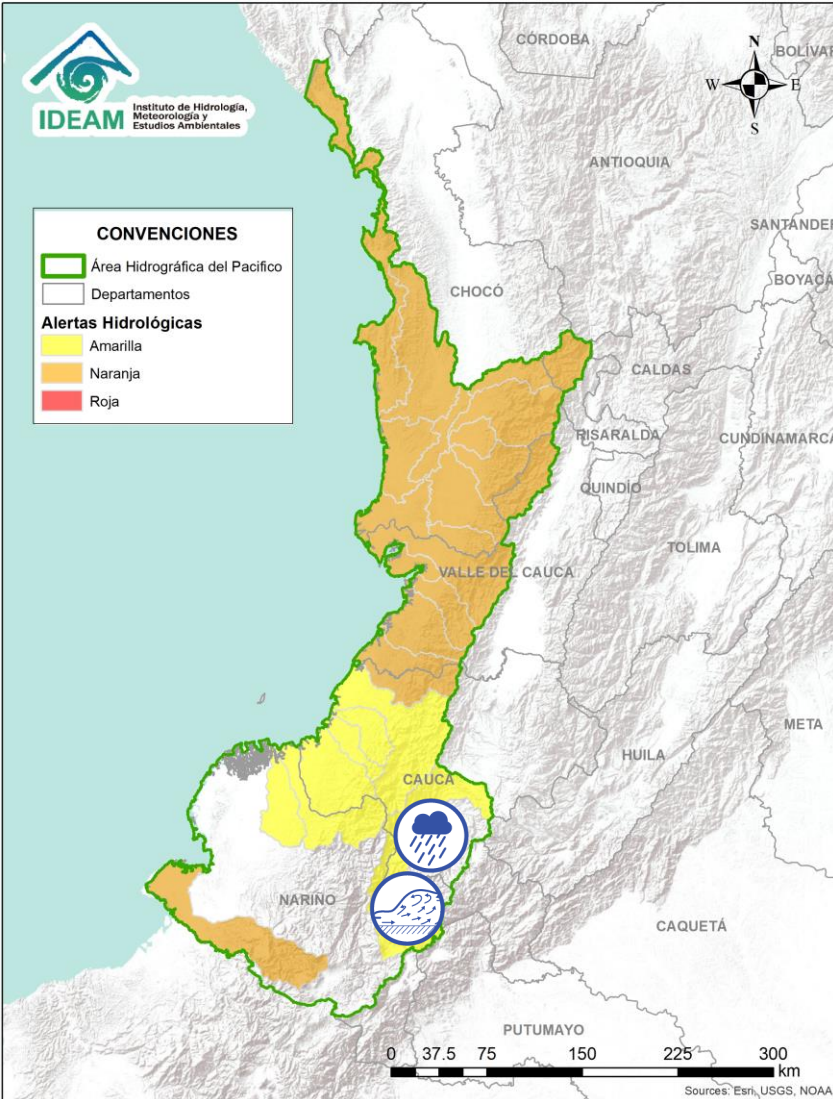 IDEAM
Instituto de Hidrología,
Meteorología y
Estudios Ambientales
N
W
E
S
CONVENCIONES
Área Hidrográfica del Pacifico
Departamentos
Alertas Hidrológicas
Amarilla
Naranja
Roja
CÓRDOBA
BOLÍVAR
ANTIOQUIA
SANTANDER
BOYACÁ
CHOCÓ
CALDAS
RISARALDA
CUNDINAMARCA
QUINDÍO
TOLIMA
VALLE DEL CAUCA
META
HUILA
CAUCA
NARIÑO
CAQUETÁ
PUTUMAYO
0 37.5 75 150 225 300
km
Sources: Esri, USGS, NOAA